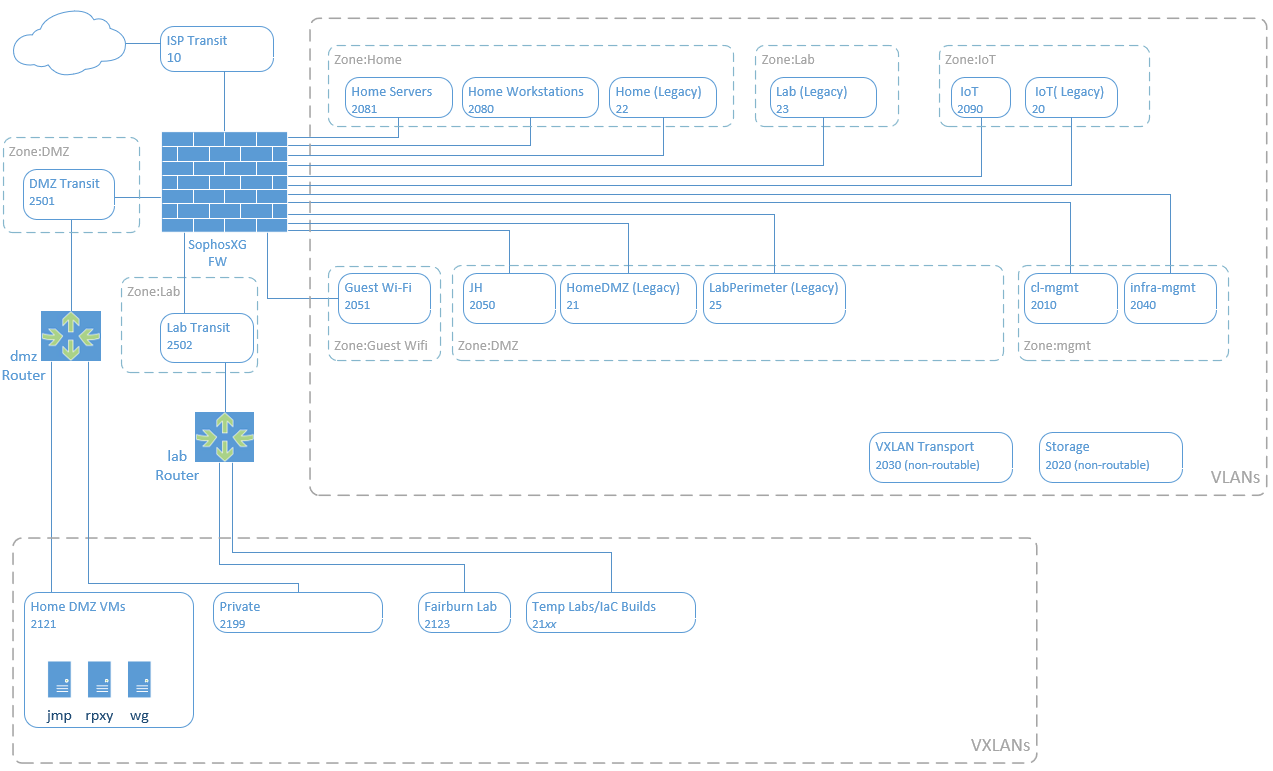 ISP Transit
10
Zone:Home
Home Servers
2081
Home Workstations
2080
Home (Legacy)
22
Zone:Lab
Lab (Legacy)
23
Zone:IoT
IoT
2090
IoT( Legacy)
20
Zone:DMZ
DMZ Transit
2501
SophosXG
FW
Zone:Lab
Lab Transit
2502
Guest Wi-Fi
2051
Zone:Guest Wifi
JH
2050
HomeDMZ (Legacy)
21
LabPerimeter (Legacy)
25
Zone:DMZ
cl-mgmt
2010
infra-mgmt
2040
Zone:mgmt
dmz
Router
lab
Router
VXLAN Transport
2030 (non-routable)
Storage
2020 (non-routable)
VLANs
Home DMZ VMs
2121
jmp
rpxy
wg
Private
2199
Fairburn Lab
2123
Temp Labs/IaC Builds
21xx
VXLANs